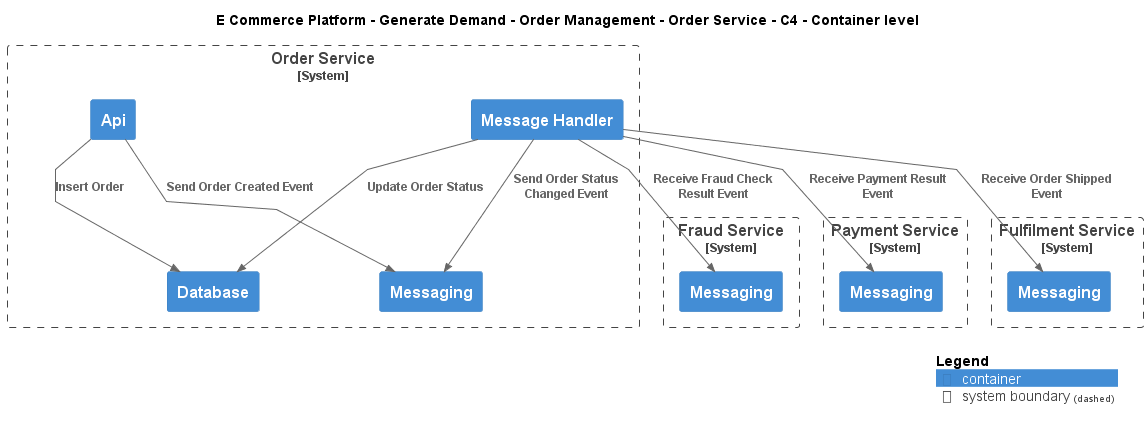 E Commerce Platform - Generate Demand - Order Management - Order Service - C4 - Container level
Order Service
[System]
Api
Message Handler
Insert Order
Send Order Created Event
Update Order Status
Send Order Status
Changed Event
Receive Fraud Check
Result Event
Receive Payment Result
Event
Receive Order Shipped
Event
Fraud Service
[System]
Payment Service
[System]
Fulfilment Service
[System]
Database
Messaging
Messaging
Messaging
Messaging
Legend
container
system boundary (dashed)